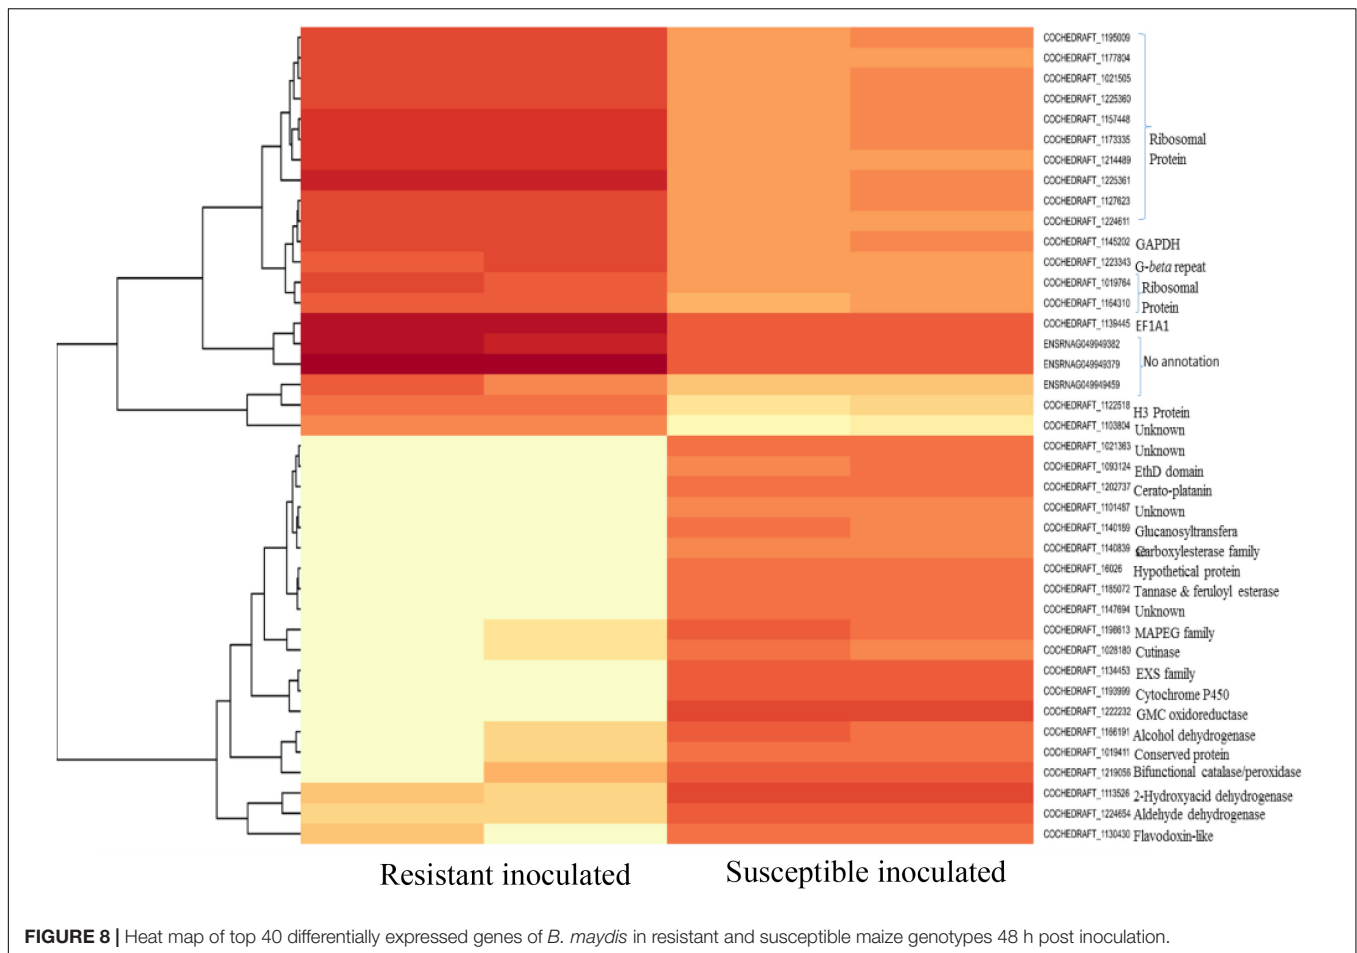 COCHEDRAFT_1195009
COCHEDRAFT_1177804
COCHEDRAFT_1021505
COCHEDRAFT_1225360
COCHEDRAFT_1157448
COCHEDRAFT_1173335
Ribosomal
COCHEDRAFT_1214489
Protein
COCHEDRAFT_1225361
COCHEDRAFT_1127623
COCHEDRAFT_1224611
COCHEDRAFT_1145202 GAPDH
COCHEDRAFT_1223343 G-beta repeat
COCHEDRAFT_1019764 Ribosomal
COCHEDRAFT_1164310 Protein
COCHEDRAFT_1139445 EF1A1
ENSRNAG049949382
ENSRNAG049949379 No annotation
ENSRNAG049949459
COCHEDRAFT_1122518 H3 Protein
COCHEDRAFT_1103804 Unknown
COCHEDRAFT_1021363 Unknown
COCHEDRAFT_1093124 EthD domain
COCHEDRAFT_1202737 Cerato-platanin
COCHEDRAFT_1101487 Unknown
COCHEDRAFT_1140159 Glucanosyltransfera
COCHEDRAFT_1140839 Carboxylesterase family
COCHEDRAFT_16026 Hypothetical protein
COCHEDRAFT_1185072 Tannase & feruloyl esterase
COCHEDRAFT_1147694 Unknown
COCHEDRAFT_1198613 MAPEG family
COCHEDRAFT_1028180 Cutinase
COCHEDRAFT_1134453 EXS family
COCHEDRAFT_1193999 Cytochrome P450
COCHEDRAFT_1222232 GMC oxidoreductase
COCHEDRAFT_1166191 Alcohol dehydrogenase
COCHEDRAFT_1019411 Conserved protein
COCHEDRAFT_1219056 Bifunctional catalase/peroxidase
COCHEDRAFT_1113526 2-Hydroxyacid dehydrogenase
COCHEDRAFT_1224654 Aldehyde dehydrogenase
COCHEDRAFT_1130430 Flavodoxin-like
Resistant inoculated
Susceptible inoculated
FIGURE 8 | Heat map of top 40 differentially expressed genes of B. maydis in resistant and susceptible maize genotypes 48 h post inoculation.